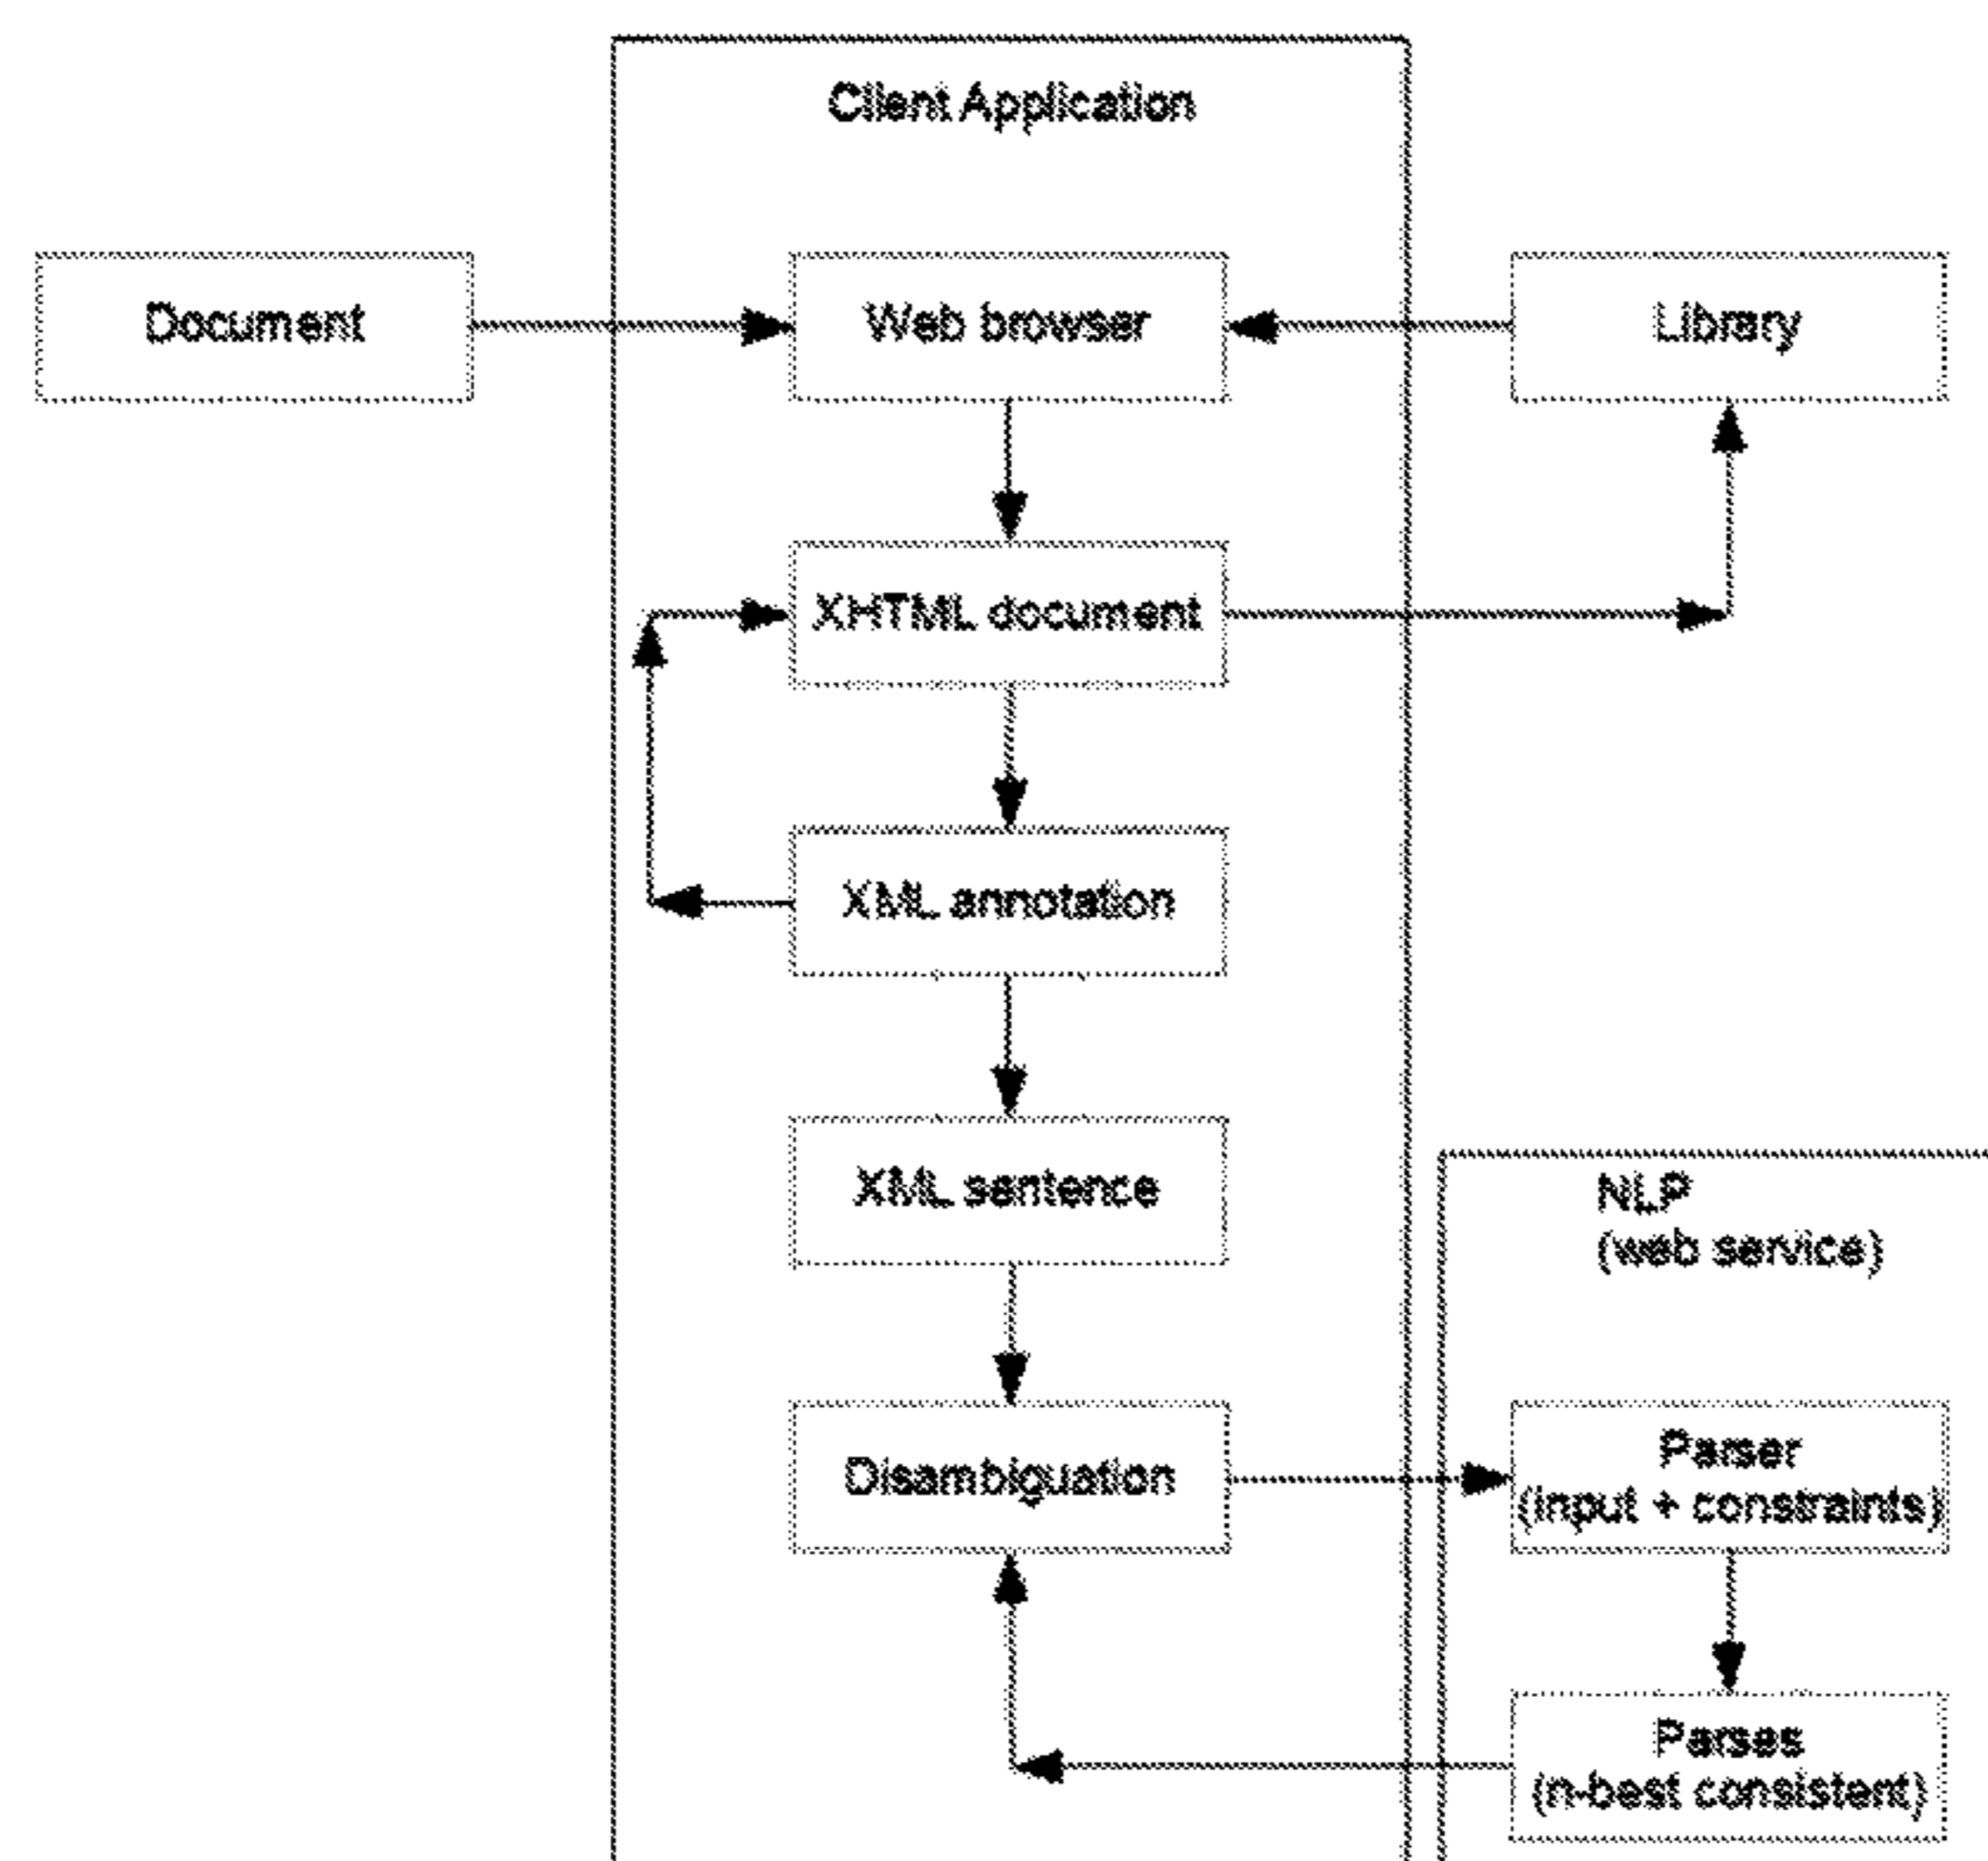 Client Application
Document
Web browser
Library
XHTML document
XML annotation
XML sentence
NLP
(web service)
Disambiguation
Parser
(input + constraints)
Parses
(n-best consistent)